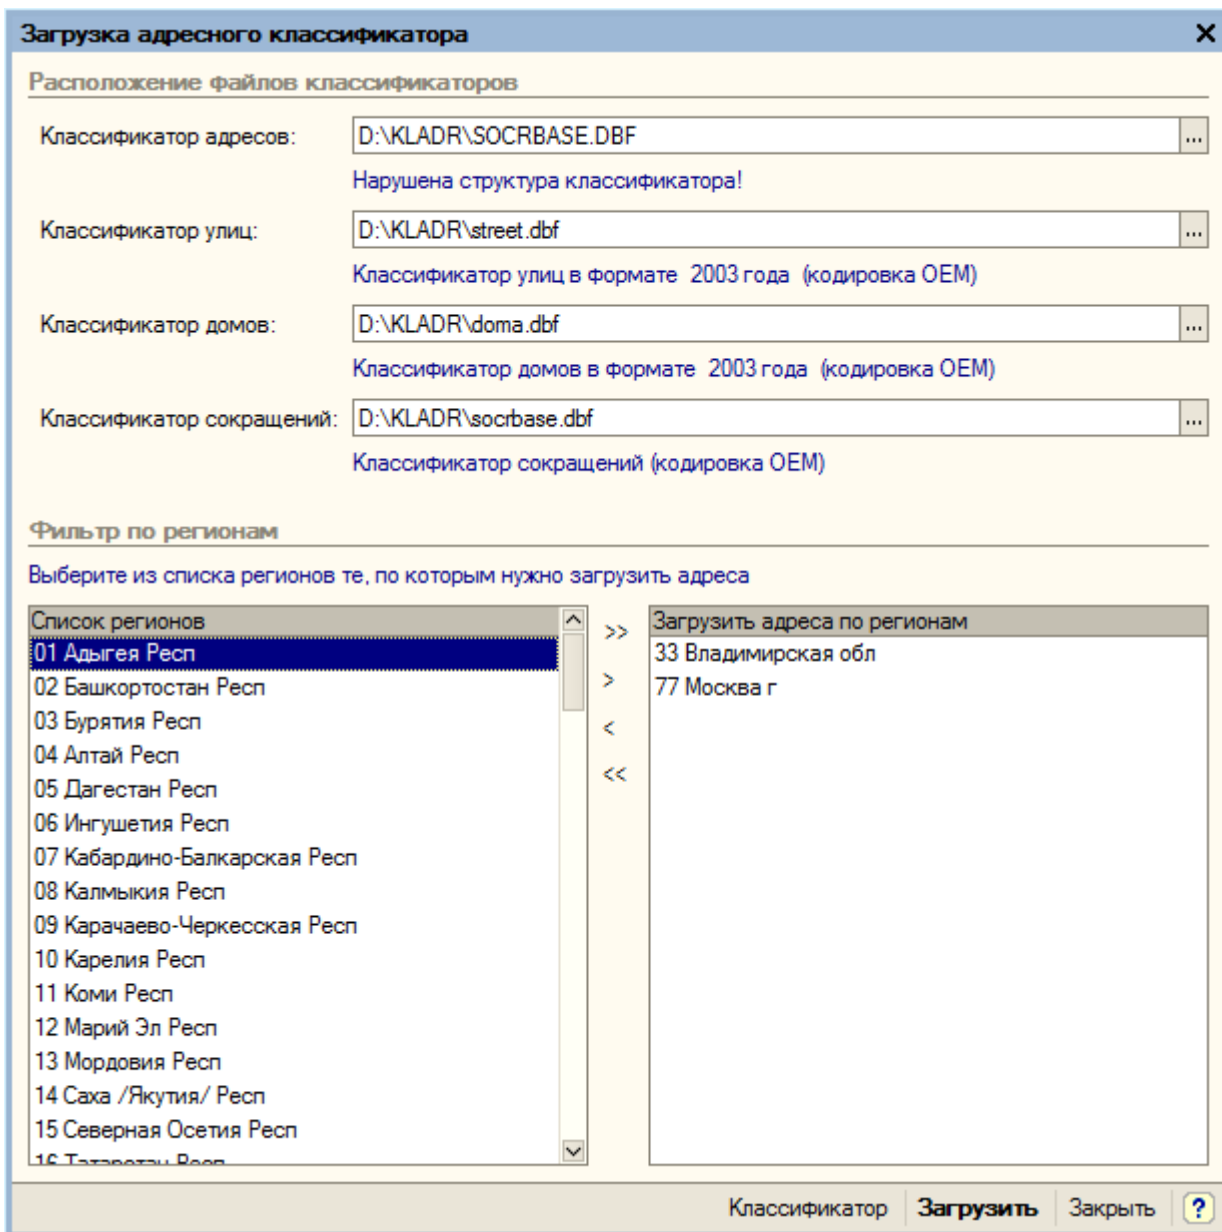 Загрузка адресного классификатора
Расположение файлов классификаторов
Классификатор адресов: D:\KLADR\SOCRBASE.DBF ...
Нарушена структура классификатора!
Классификатор улиц: D:\KLADR\street.dbf ...
Классификатор улиц в формате 2003 года (кодировка OEM)
Классификатор домов: D:\KLADR\doma.dbf ...
Классификатор домов в формате 2003 года (кодировка OEM)
Классификатор сокращений: D:\KLADR\socrbase.dbf ...
Классификатор сокращений (кодировка OEM)
Фильтр по регионам
Выберите из списка регионов те, по которым нужно загрузить адреса
Список регионов
01 Адыгея Респ
02 Башкортостан Респ
03 Бурятия Респ
04 Алтай Респ
05 Дагестан Респ
06 Ингушетия Респ
07 Кабардино-Балкарская Респ
08 Калмыкия Респ
09 Карачаево-Черкесская Респ
10 Карелия Респ
11 Коми Респ
12 Марий Эл Респ
13 Мордовия Респ
14 Саха /Якутия/ Респ
15 Северная Осетия Респ
16 Татарстан Респ
>>
>
<
<<
Загрузить адреса по регионам
33 Владимирская обл
77 Москва г
Классификатор Загрузить Закрыть ?